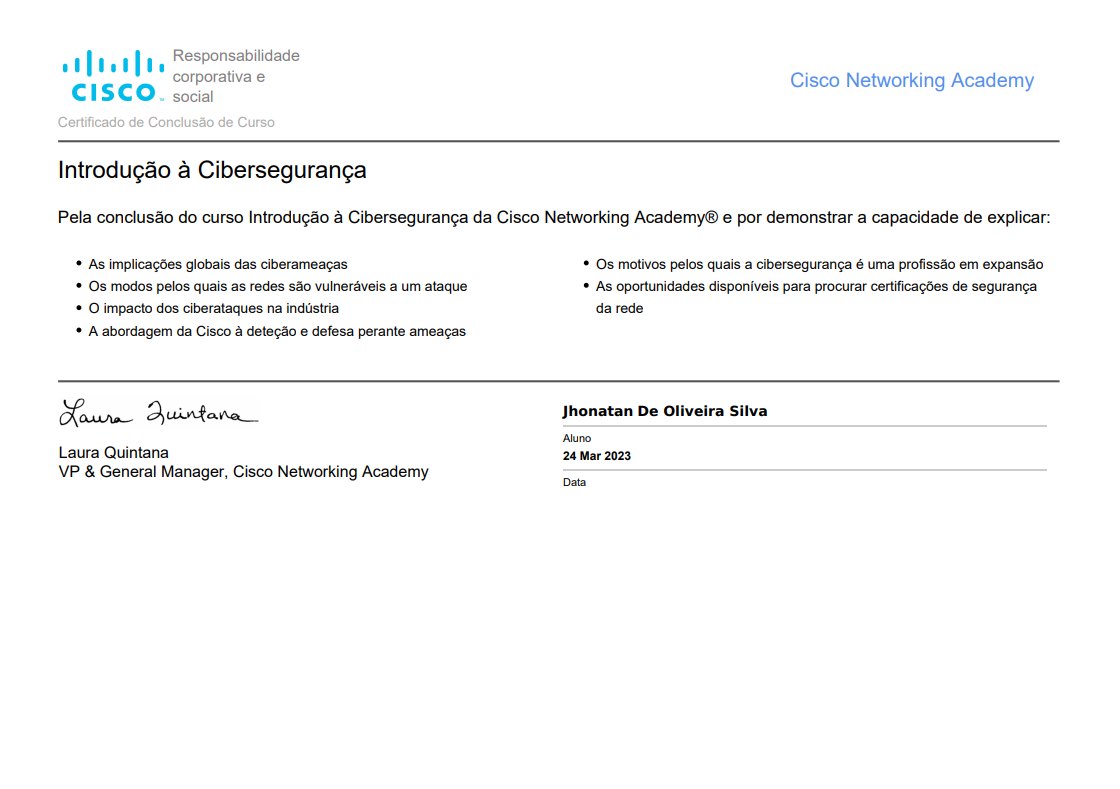 CISCO
Responsabilidade
corporativa e
social
Cisco Networking Academy
Certificado de Conclusão de Curso
Introdução à Cibersegurança
Pela conclusão do curso Introdução à Cibersegurança da Cisco Networking Academy® e por demonstrar a capacidade de explicar:
• As implicações globais das ciberameaças
• Os modos pelos quais as redes são vulneráveis a um ataque
• O impacto dos ciberataques na indústria
• A abordagem da Cisco à deteção e defesa perante ameaças
• Os motivos pelos quais a cibersegurança é uma profissão em expansão
• As oportunidades disponíveis para procurar certificações de segurança
da rede
Laura Quintana
Laura Quintana
VP & General Manager, Cisco Networking Academy
Jhonatan De Oliveira Silva
Aluno
24 Mar 2023
Data